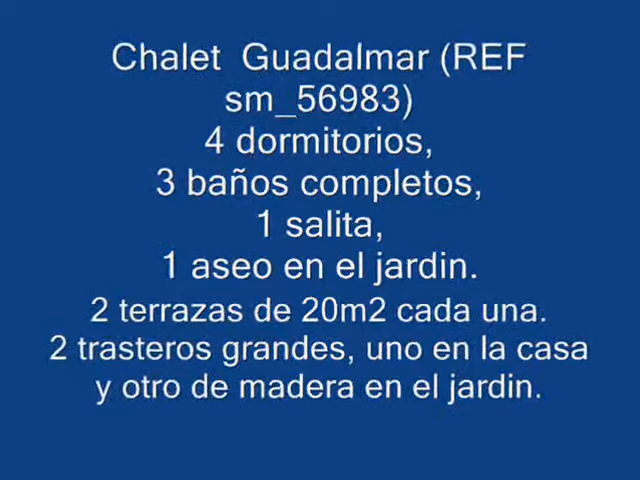 Chalet  Guadalmar (REF
sm_56983)
4 dormitorios,
3 baños completos,
1 salita,
1 aseo en el jardin.
2 terrazas de 20m2 cada una.
2 trasteros grandes, uno en la casa
y otro de madera en el jardin.